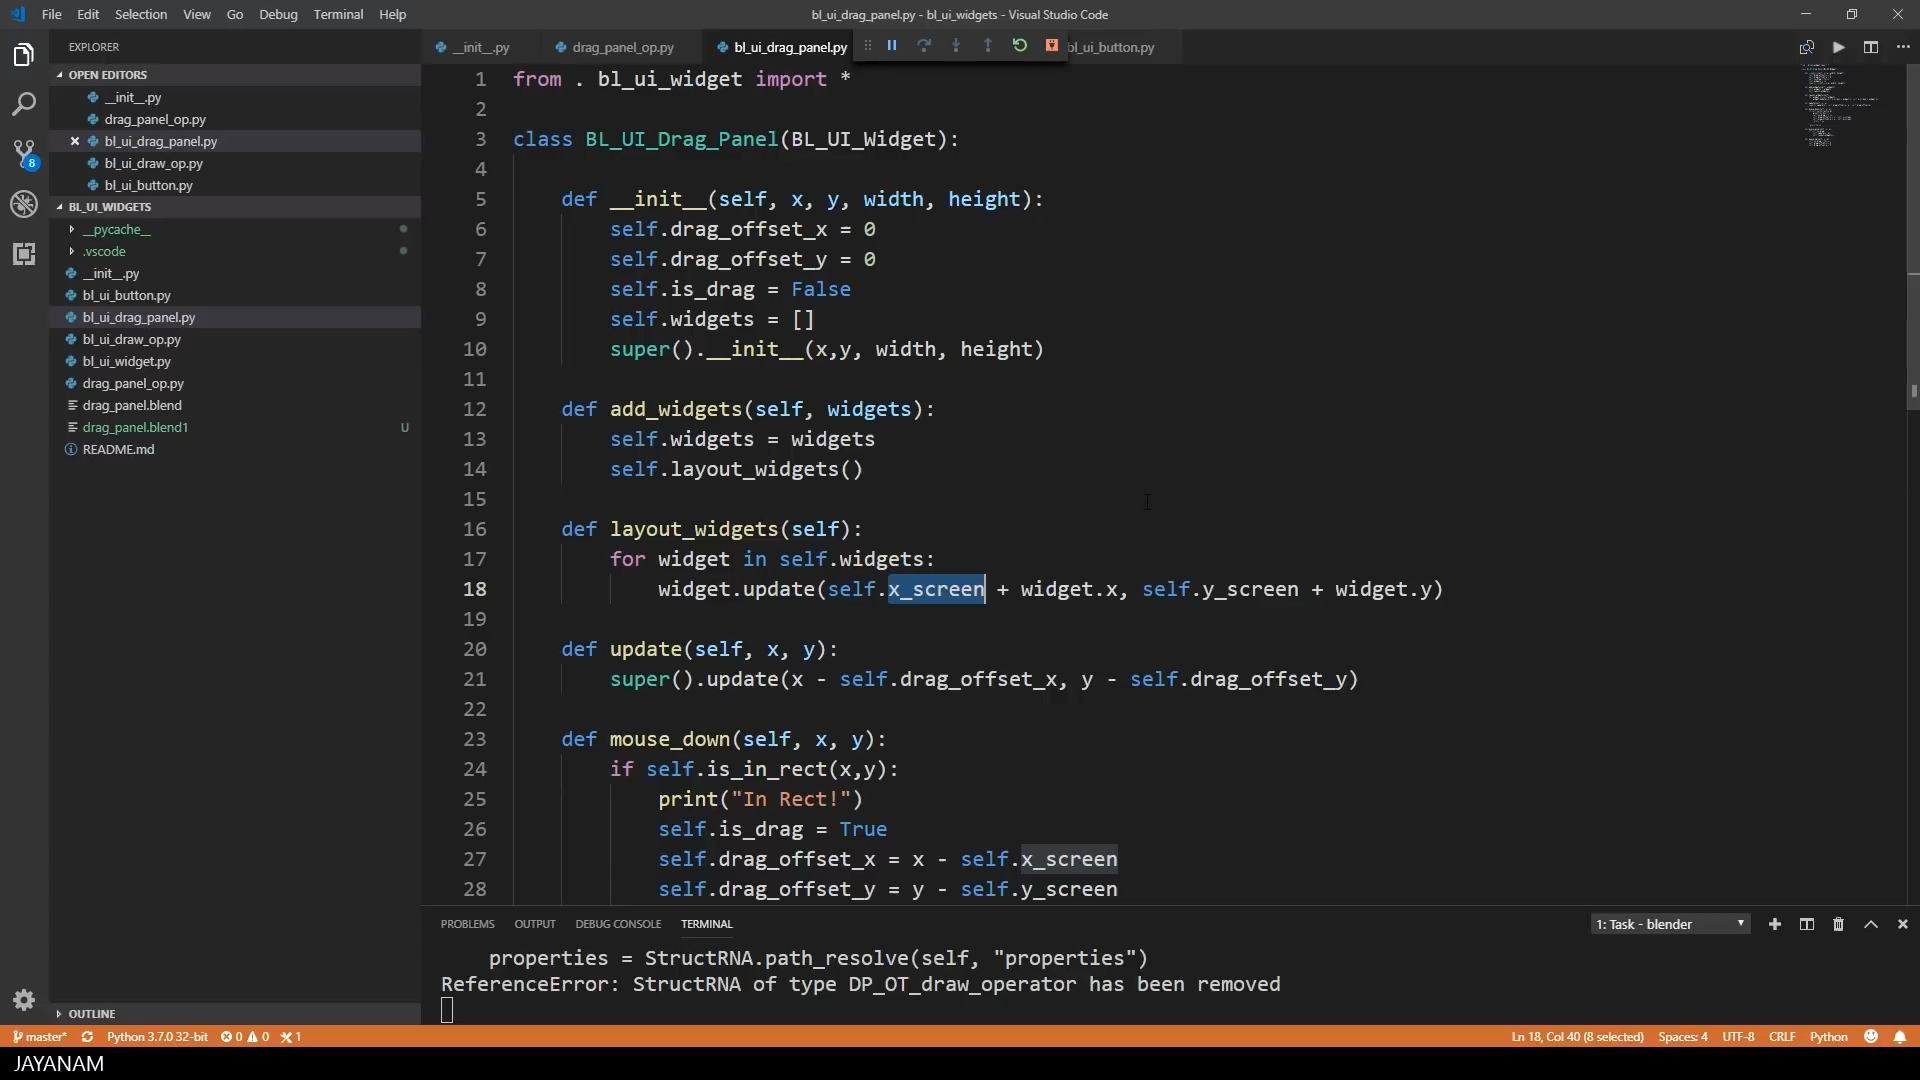 File Edit Selection View Go Debug Terminal Help
bl_ui_drag_panel.py - bl_ui_widgets - Visual Studio Code
EXPLORER
OPEN EDITORS
__init__.py
drag_panel_op.py
bl_ui_drag_panel.py
bl_ui_draw_op.py
bl_ui_button.py
BL_UI_WIDGETS
__pycache__
.vscode
__init__.py
bl_ui_button.py
bl_ui_drag_panel.py
bl_ui_draw_op.py
bl_ui_widget.py
drag_panel_op.py
drag_panel.blend
drag_panel.blend1 U
README.md
OUTLINE
8
__init__.py drag_panel_op.py bl_ui_drag_panel.py bl_ui_button.py
1 from . bl_ui_widget import *
2
3 class BL_UI_Drag_Panel(BL_UI_Widget):
4
5 def __init__(self, x, y, width, height):
6 self.drag_offset_x = 0
7 self.drag_offset_y = 0
8 self.is_drag = False
9 self.widgets = []
10 super().__init__(x,y, width, height)
11
12 def add_widgets(self, widgets):
13 self.widgets = widgets
14 self.layout_widgets()
15
16 def layout_widgets(self):
17 for widget in self.widgets:
18 widget.update(self.x_screen + widget.x, self.y_screen + widget.y)
19
20 def update(self, x, y):
21 super().update(x - self.drag_offset_x, y - self.drag_offset_y)
22
23 def mouse_down(self, x, y):
24 if self.is_in_rect(x,y):
25 print("In Rect!")
26 self.is_drag = True
27 self.drag_offset_x = x - self.x_screen
28 self.drag_offset_y = y - self.y_screen
PROBLEMS OUTPUT DEBUG CONSOLE TERMINAL
1: Task - blender
properties = StructRNA.path_resolve(self, "properties")
ReferenceError: StructRNA of type DP_OT_draw_operator has been removed
master* Python 3.7.0 32-bit 0 0 1
Ln 18, Col 40 (8 selected) Spaces: 4 UTF-8 CRLF Python
JAYANAM